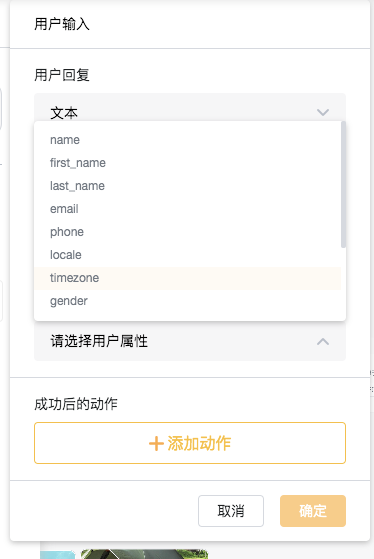 用户输入
用户回复
文本
name
first_name
last_name
email
phone
locale
timezone
gender
请选择用户属性
成功后的动作
添加动作
取消
确定